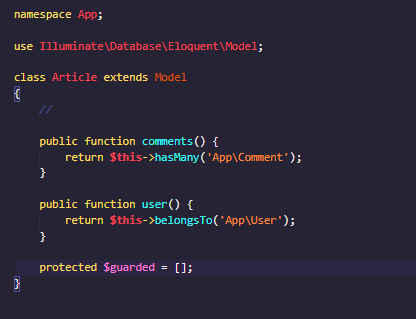 namespace App;
use Illuminate\Database\Eloquent\Model;
class Article extends Model
{
    //
    public function comments() {
        return $this->hasMany('App\Comment');
    }
    public function user() {
        return $this->belongsTo('App\User');
    }
    protected $guarded = [];
}